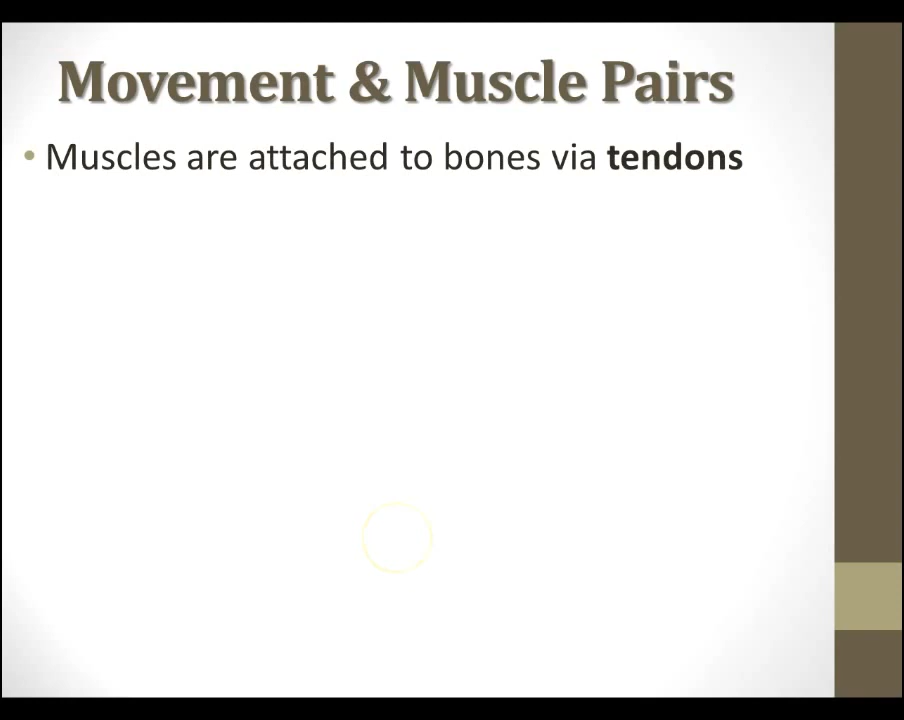 Movement & Muscle Pairs
• Muscles are attached to bones via tendons